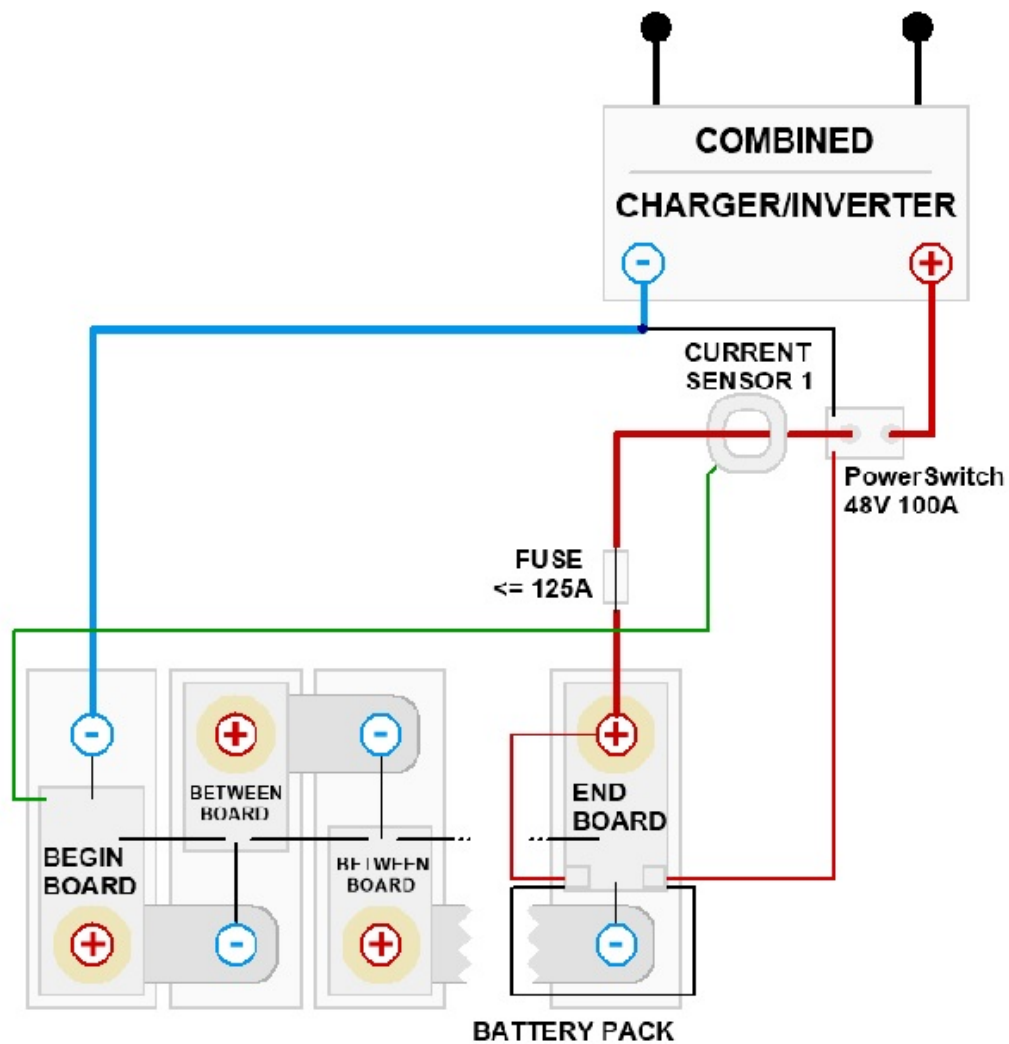 COMBINED
CHARGER/INVERTER
-
+
CURRENT
SENSOR 1
PowerSwitch
48V 100A
FUSE
<= 125A
-
+
-
+
BETWEEN
BOARD
END
BOARD
BEGIN
BOARD
BETWEEN
BOARD
+
-
+
-
BATTERY PACK